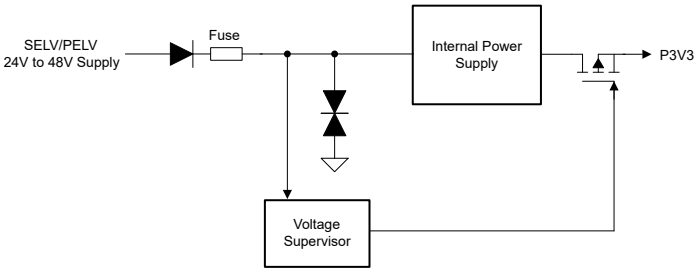 SELV/PELV
24V to 48V Supply
Fuse
Internal Power
Supply
P3V3
Voltage
Supervisor